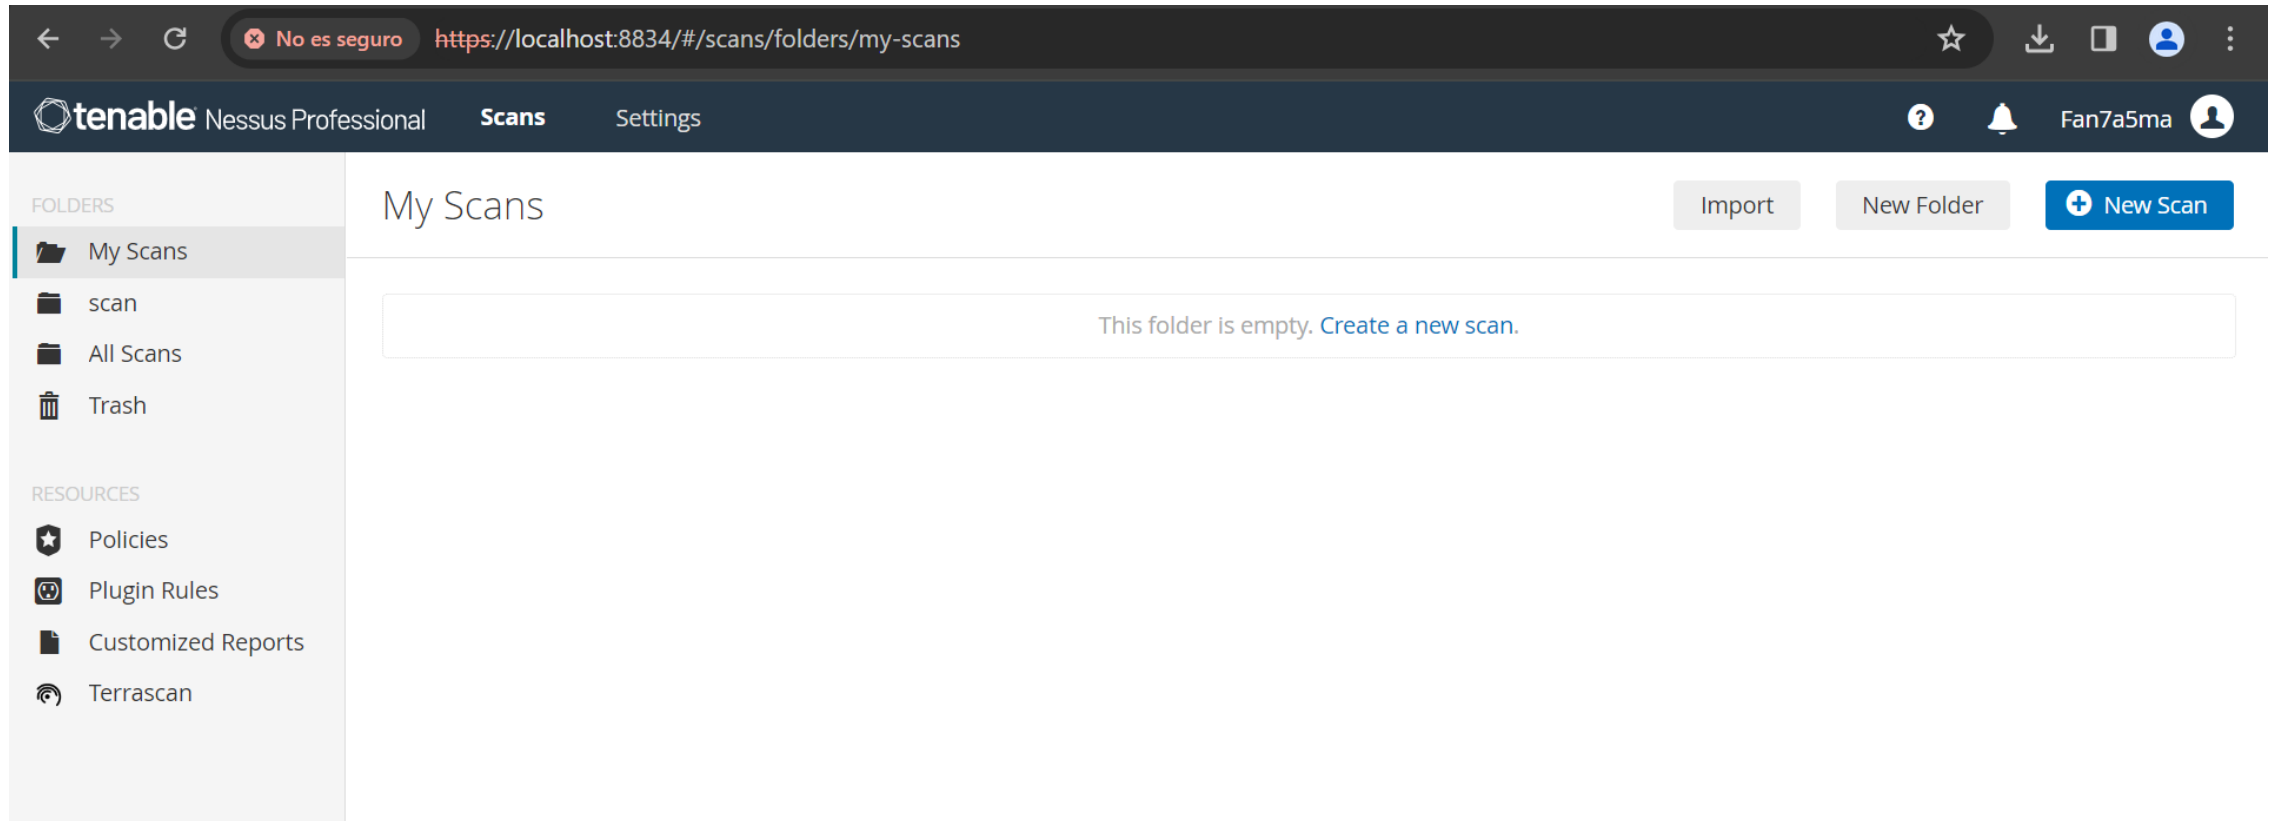 No es seguro https://localhost:8834/#/scans/folders/my-scans
tenable Nessus Professional Scans Settings ? Fan7a5ma
FOLDERS
My Scans
scan
All Scans
Trash
RESOURCES
Policies
Plugin Rules
Customized Reports
Terrascan
My Scans Import New Folder New Scan
This folder is empty. Create a new scan.